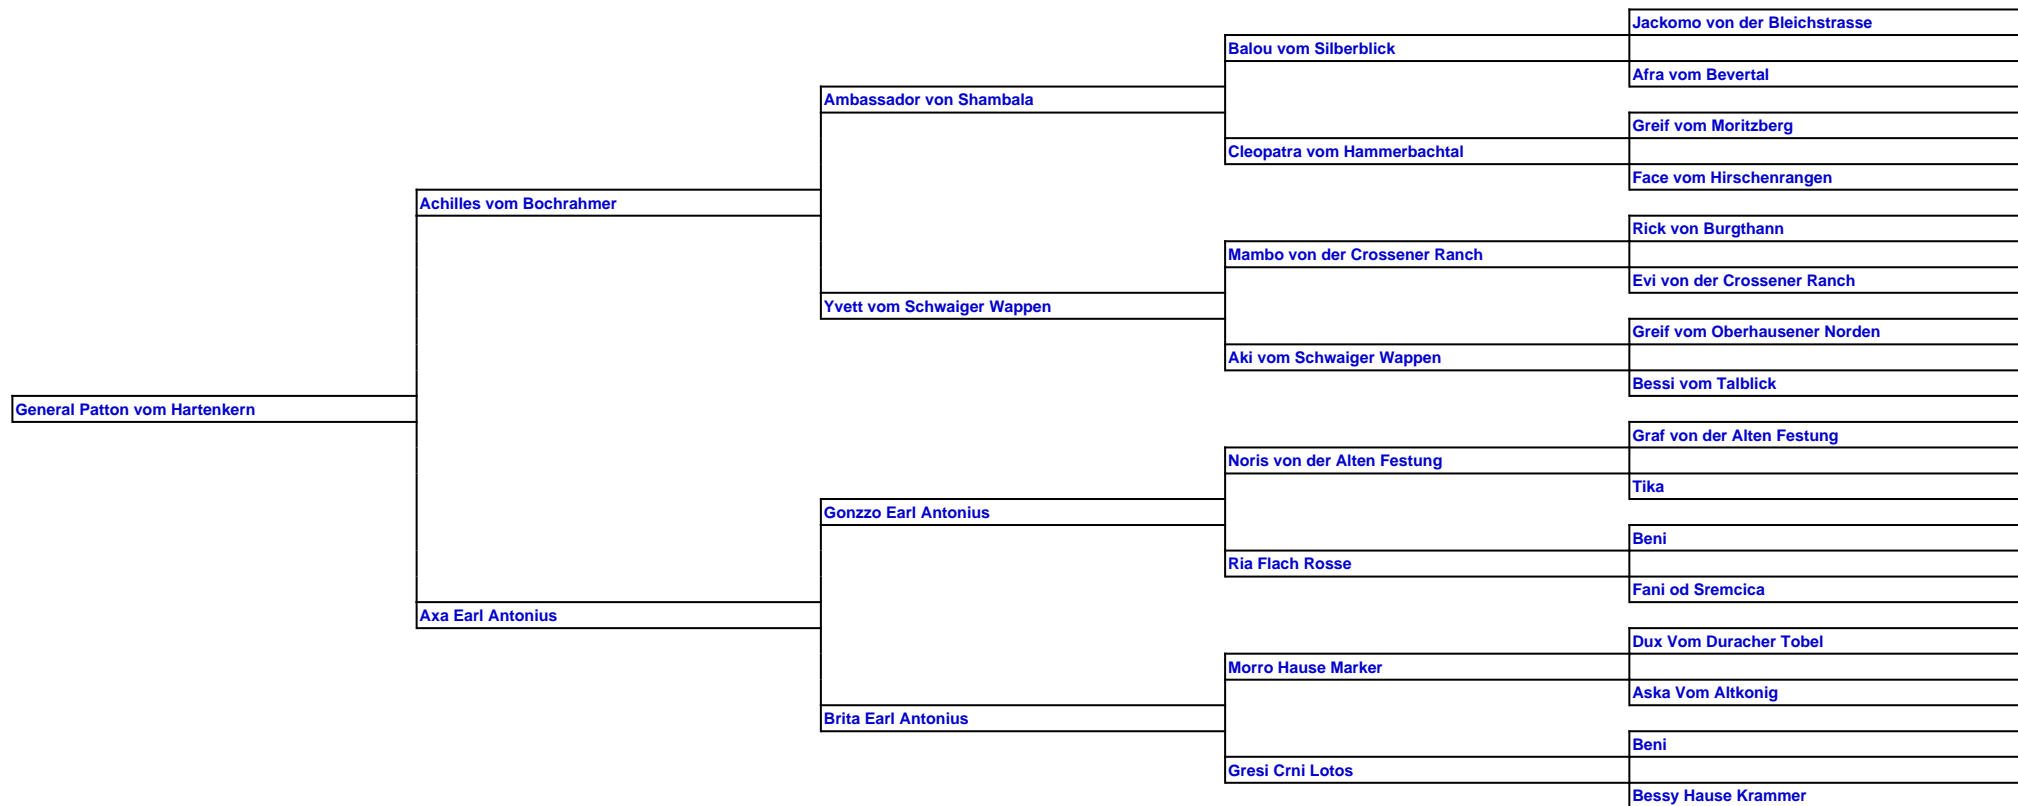 Jackomo von der Bleichstrasse
Balou vom Silberblick
Afra vom Bevertal
Ambassador von Shambala
Greif vom Moritzberg
Cleopatra vom Hammerbachtal
Face vom Hirschenrangen
Achilles vom Bochrahmer
Rick von Burgthann
Mambo von der Crossener Ranch
Evi von der Crossener Ranch
Yvett vom Schwaiger Wappen
Greif vom Oberhausener Norden
Aki vom Schwaiger Wappen
Bessi vom Talblick
General Patton vom Hartenkern
Graf von der Alten Festung
Noris von der Alten Festung
Tika
Gonzzo Earl Antonius
Beni
Ria Flach Rosse
Fani od Sremcica
Axa Earl Antonius
Dux Vom Duracher Tobel
Morro Hause Marker
Aska Vom Altkonig
Brita Earl Antonius
Beni
Gresi Crni Lotos
Bessy Hause Krammer